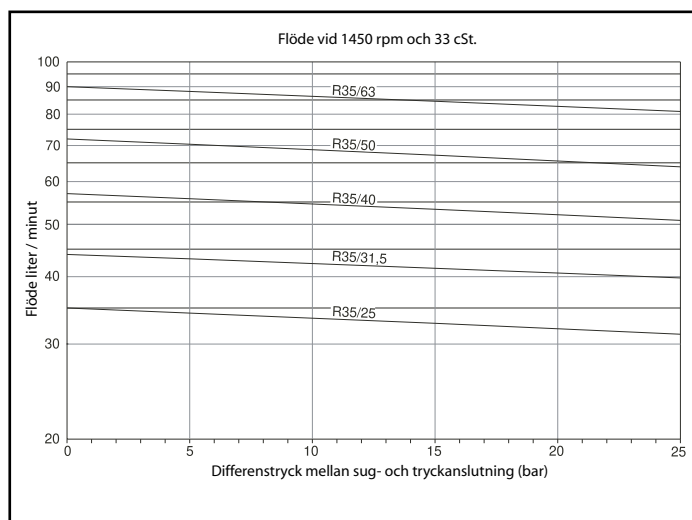 Flöde vid 1450 rpm och 33 cSt.
100
90
80
70
60
50
40
30
20
Flöde liter / minut
R35/63
R35/50
R35/40
R35/31,5
R35/25
0
5
10
15
20
25
Differenstryck mellan sug- och tryckanslutning (bar)